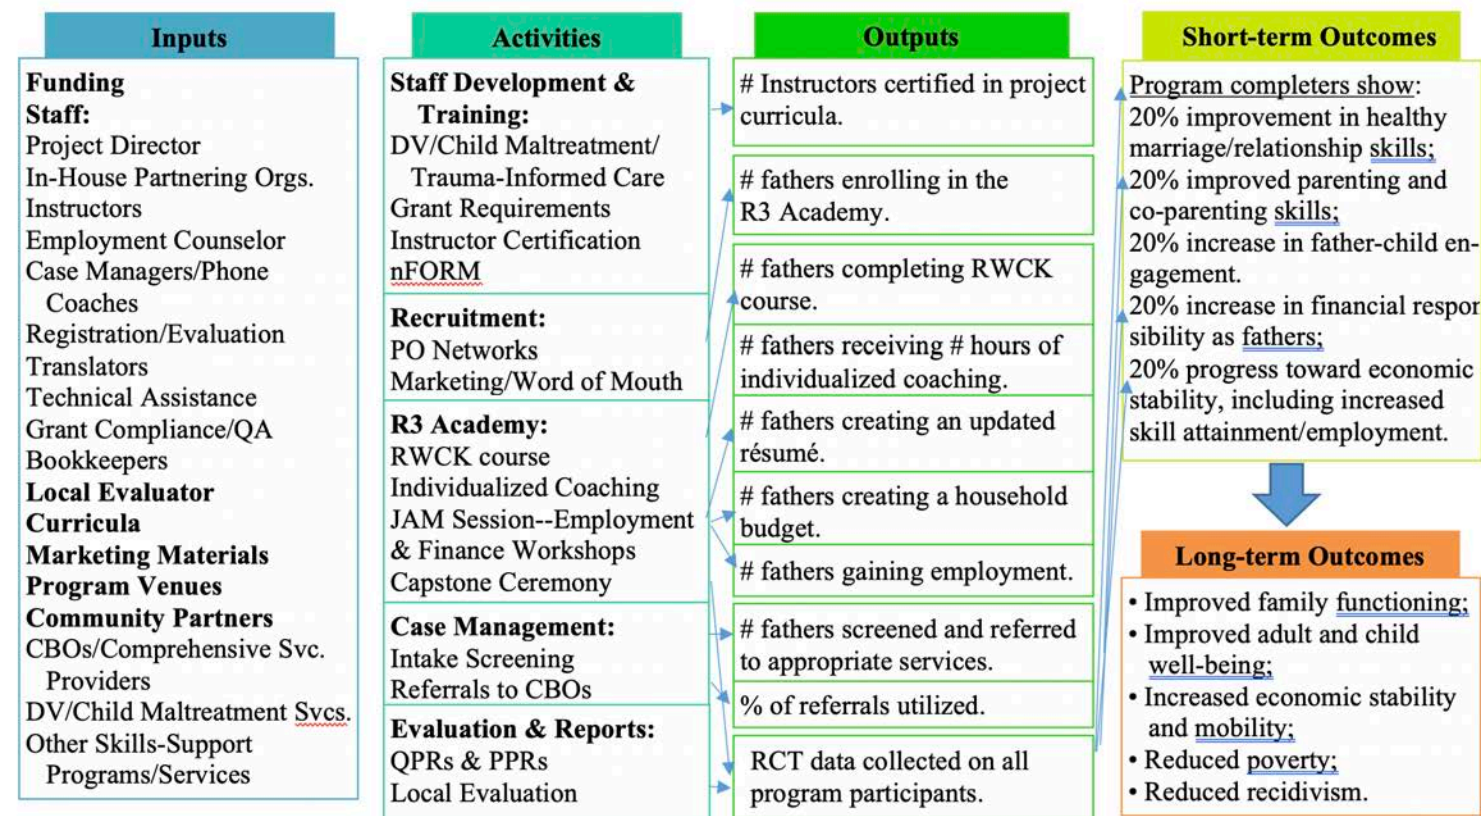 Inputs
Funding
Staff:
Project Director
In-House Partnering Orgs.
Instructors
Employment Counselor
Case Managers/Phone
Coaches
Registration/Evaluation
Translators
Technical Assistance
Grant Compliance/QA
Bookkeepers
Local Evaluator
Curricula
Marketing Materials
Program Venues
Community Partners
CBOs/Comprehensive Svc.
Providers
DV/Child Maltreatment Svcs.
Other Skills-Support
Programs/Services
Activities
Staff Development &
Training:
DV/Child Maltreatment/
Trauma-Informed Care
Grant Requirements
Instructor Certification
nFORM
Recruitment:
PO Networks
Marketing/Word of Mouth
R3 Academy:
RWCK course
Individualized Coaching
JAM Session--Employment
& Finance Workshops
Capstone Ceremony
Case Management:
Intake Screening
Referrals to CBOs
Evaluation & Reports:
QPRs & PPRs
Local Evaluation
Outputs
# Instructors certified in project
curricula.
# fathers enrolling in the
R3 Academy.
# fathers completing RWCK
course.
# fathers receiving # hours of
individualized coaching.
# fathers creating an updated
résumé.
# fathers creating a household
budget.
# fathers gaining employment.
# fathers screened and referred
to appropriate services.
% of referrals utilized.
RCT data collected on all
program participants.
Short-term Outcomes
Program completers show:
20% improvement in healthy
marriage/relationship skills;
20% improved parenting and
co-parenting skills;
20% increase in father-child en-
gagement.
20% increase in financial respon
sibility as fathers;
20% progress toward economic
stability, including increased
skill attainment/employment.
Long-term Outcomes
• Improved family functioning;
• Improved adult and child
well-being;
• Increased economic stability
and mobility;
• Reduced poverty;
• Reduced recidivism.